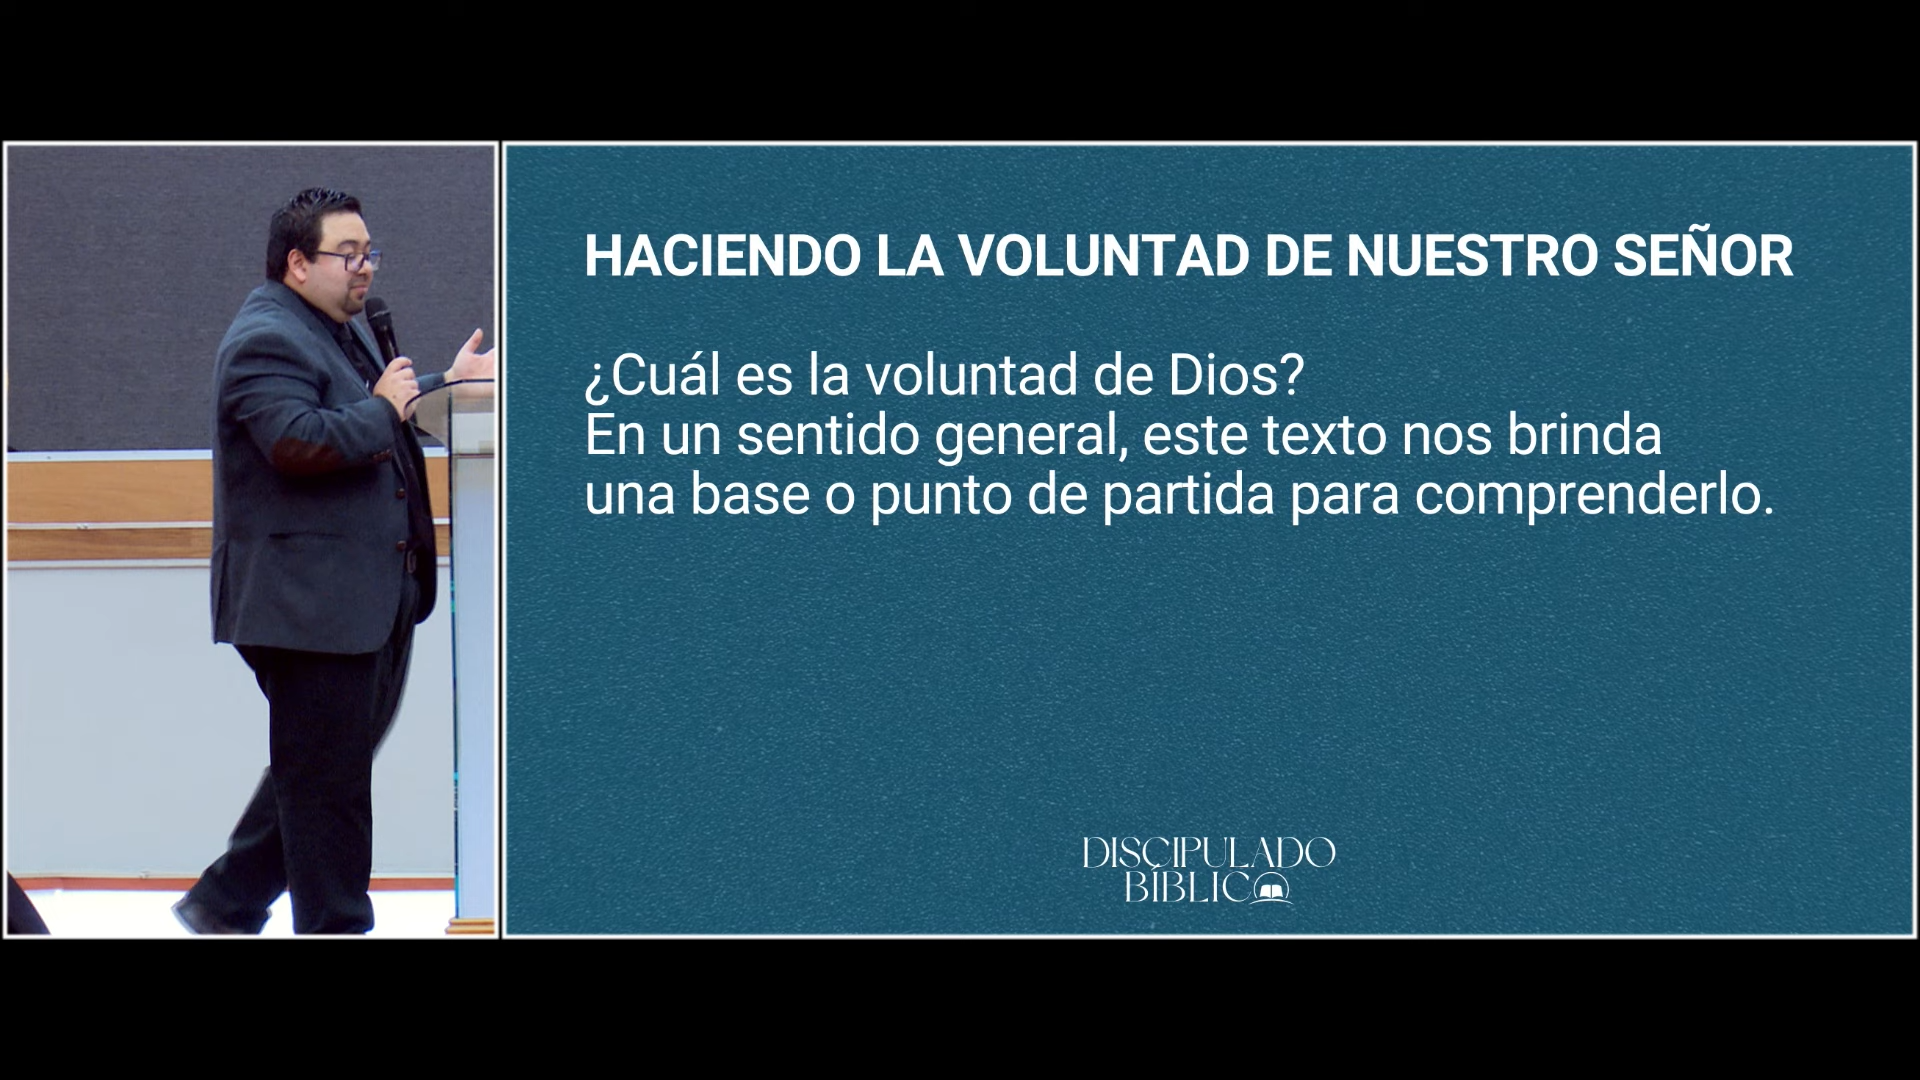 HACIENDO LA VOLUNTAD DE NUESTRO SEÑOR
¿Cuál es la voluntad de Dios?
En un sentido general, este texto nos brinda
una base o punto de partida para comprenderlo.
DISCIPULADO
BÍBLICO